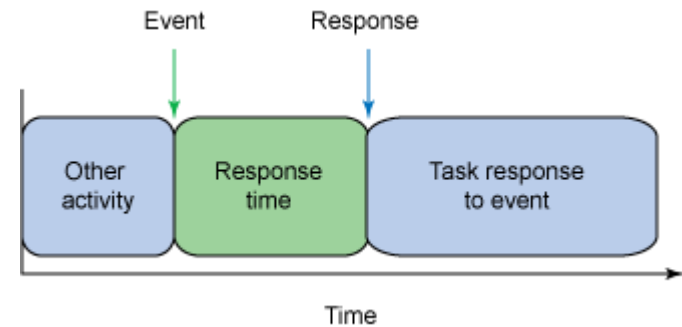 Event
Response
Other
activity
Response
time
Task response
to event
Time